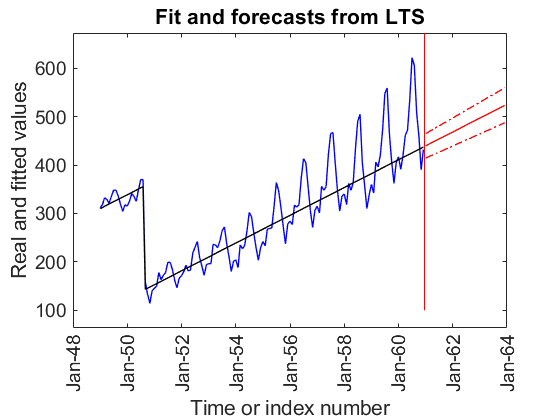 Fit and forecasts from LTS
Real and fitted values
600
500
400
300
200
100
Jan-48
Jan-50
Jan-52
Jan-54
Jan-56
Jan-58
Jan-60
Jan-62
Jan-64
Time or index number